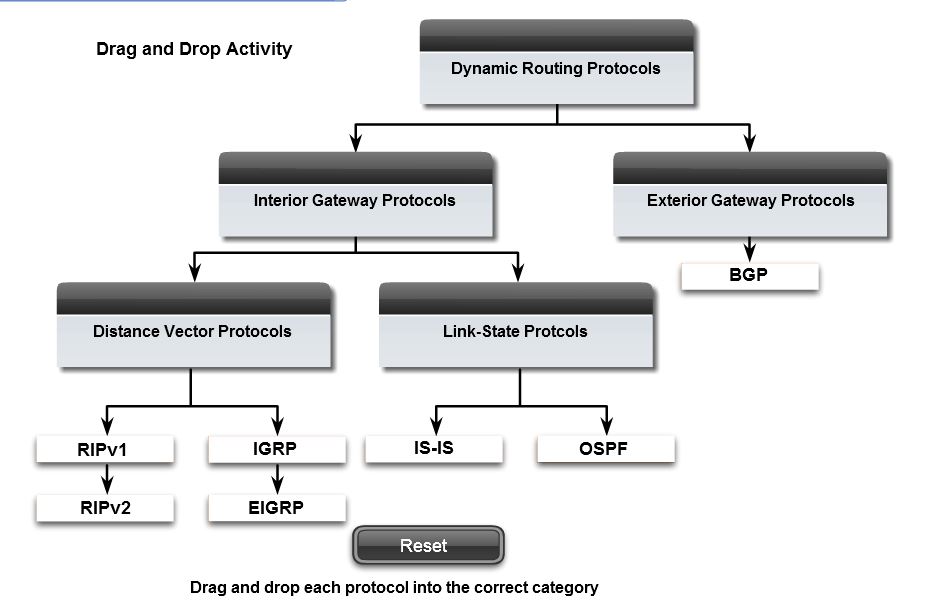 Drag and Drop Activity
Dynamic Routing Protocols
Interior Gateway Protocols
Exterior Gateway Protocols
BGP
Distance Vector Protocols
Link-State Protcols
RIPv1
IGRP
IS-IS
OSPF
RIPv2
EIGRP
Reset
Drag and drop each protocol into the correct category